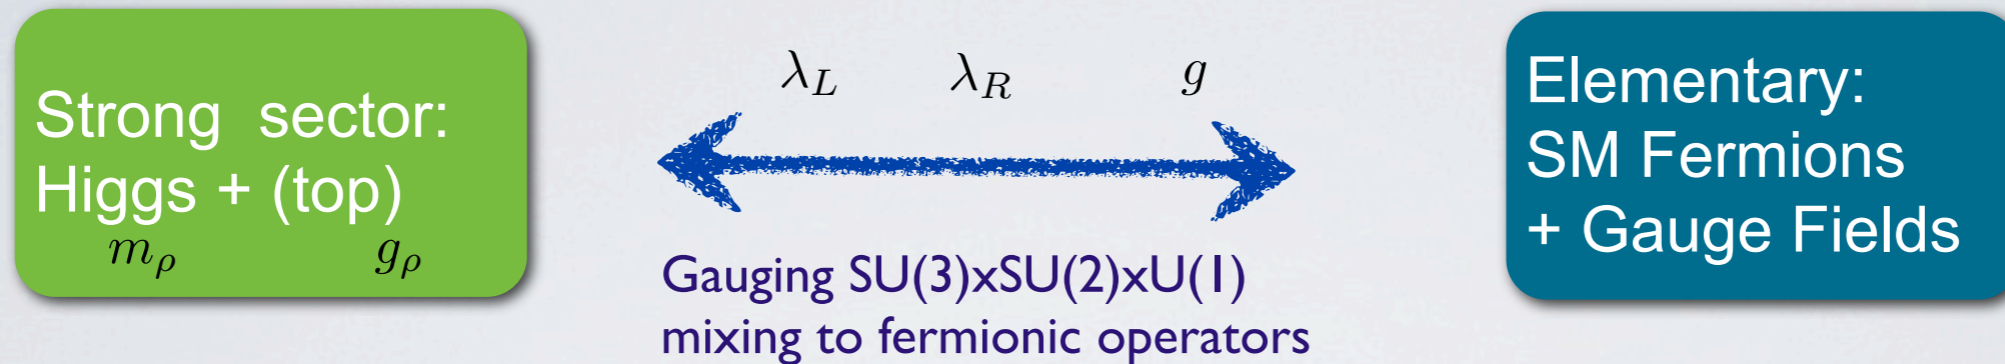 Strong sector:
Higgs + (top)
m_ρ g_ρ
λ_L λ_R g
Gauging SU(3)xSU(2)xU(1)
mixing to fermionic operators
Elementary:
SM Fermions
+ Gauge Fields